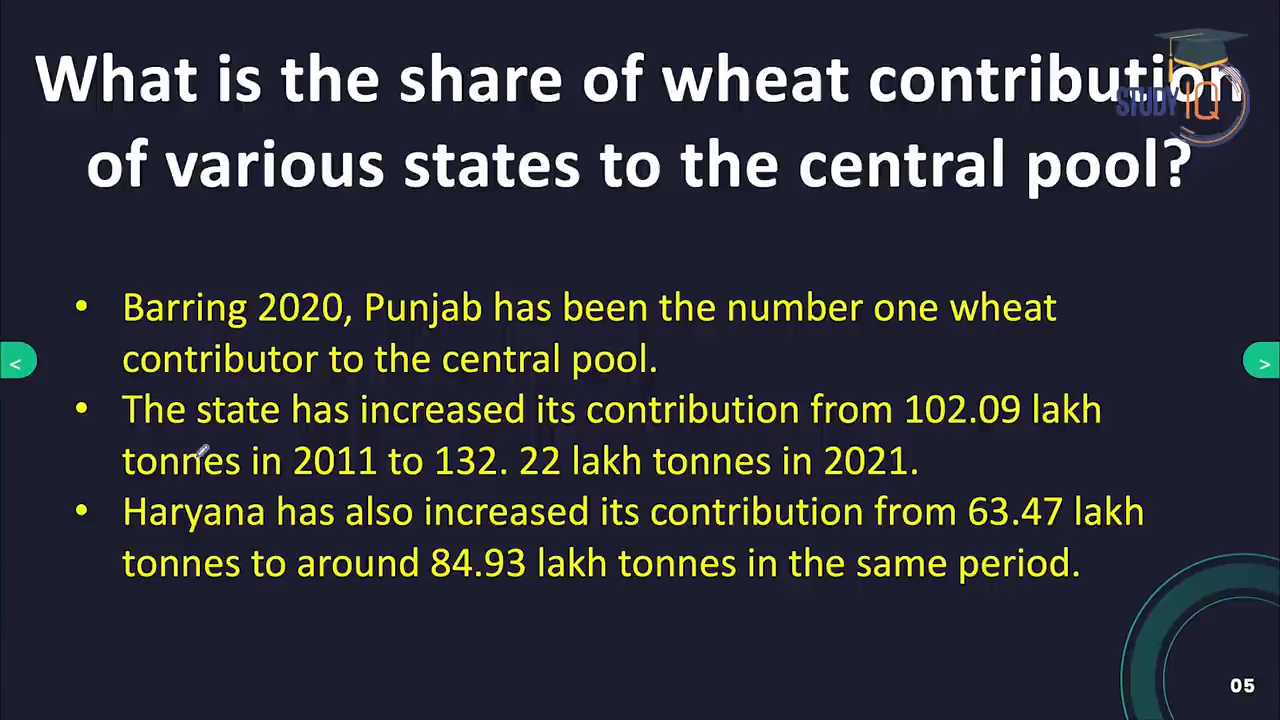 What is the share of wheat contribution
of various states to the central pool?
STUDY IQ
• Barring 2020, Punjab has been the number one wheat
contributor to the central pool.
• The state has increased its contribution from 102.09 lakh
tonnes in 2011 to 132. 22 lakh tonnes in 2021.
• Haryana has also increased its contribution from 63.47 lakh
tonnes to around 84.93 lakh tonnes in the same period.
<
>
05